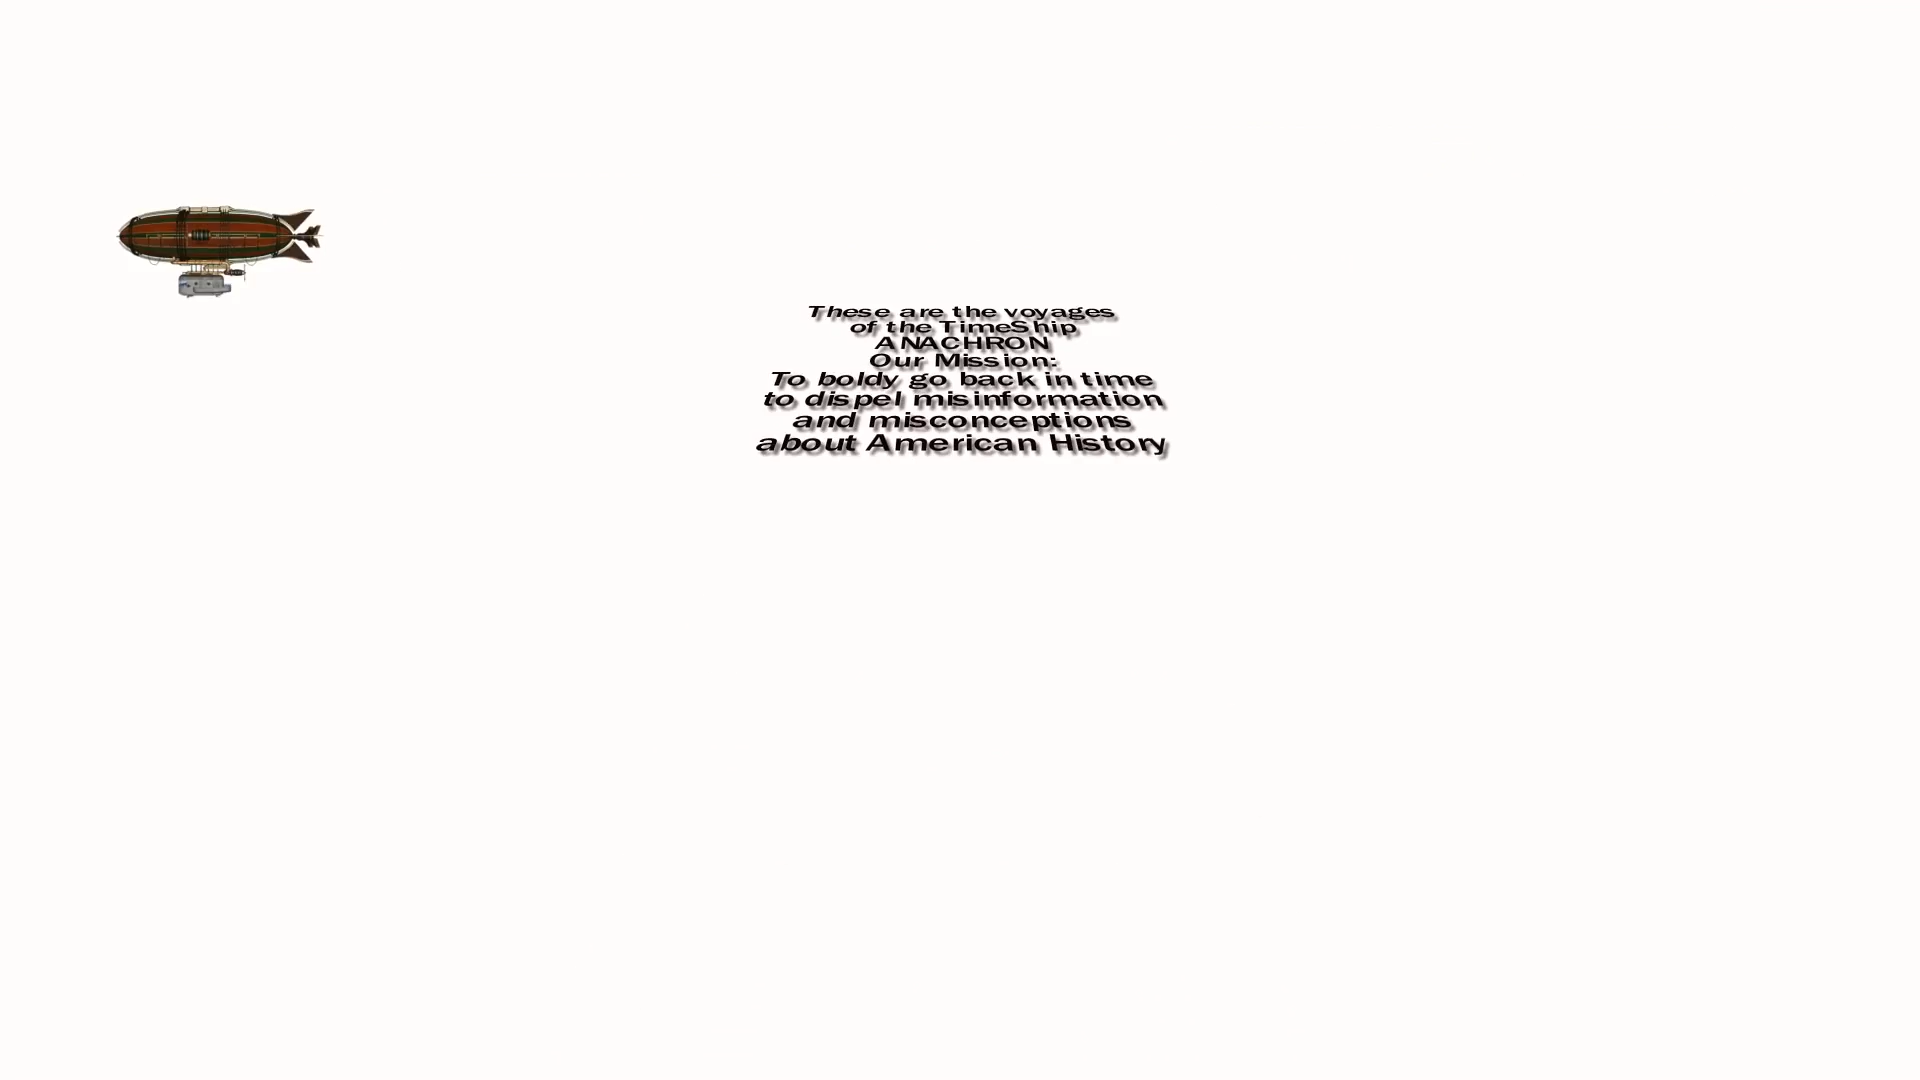 These are the voyages
of the TimeShip
ANACHRON
Our Mission:
To boldy go back in time
to dispel misinformation
and misconceptions
about American History